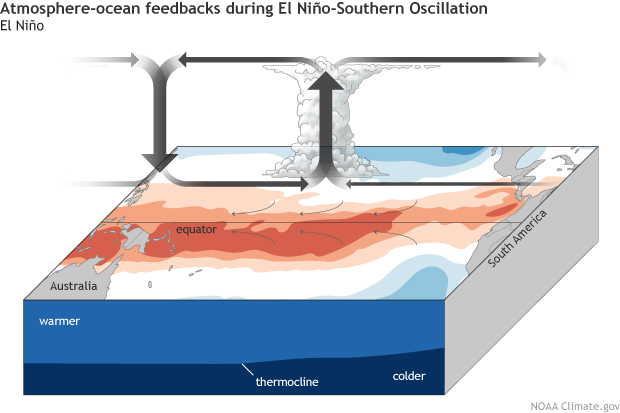 Atmosphere-ocean feedbacks during El Niño-Southern Oscillation
El Niño
equator
South America
Australia
warmer
thermocline
colder
NOAA Climate.gov